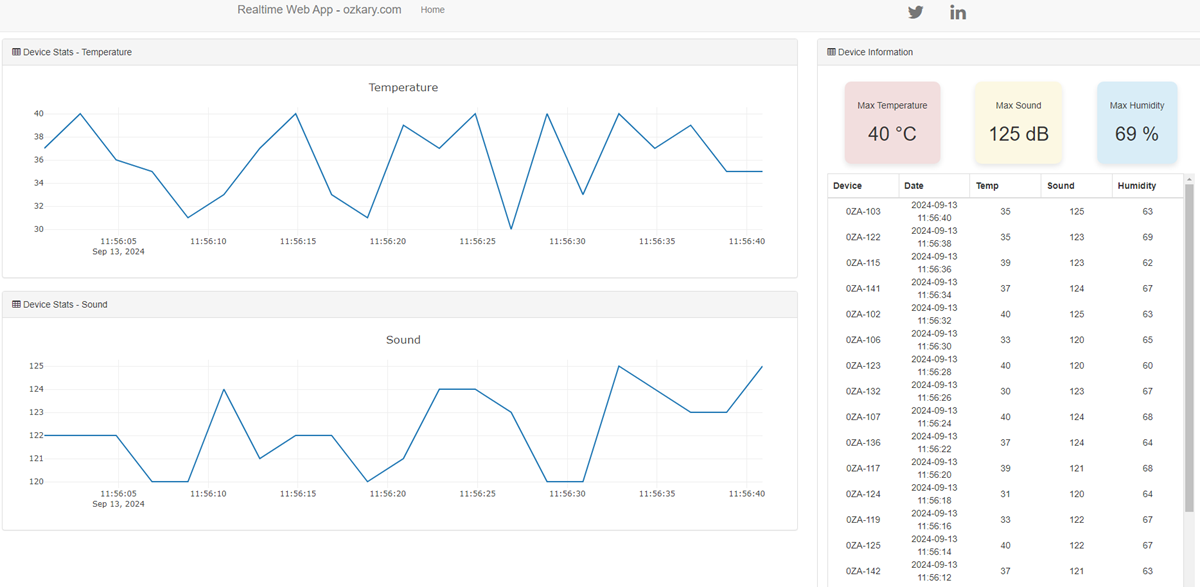 Realtime Web App - ozkary.com Home
Device Stats - Temperature
Temperature
40
38
36
34
32
30
11:56:05 11:56:10 11:56:15 11:56:20 11:56:25 11:56:30 11:56:35 11:56:40
Sep 13, 2024
Device Stats - Sound
Sound
125
124
123
122
121
120
11:56:05 11:56:10 11:56:15 11:56:20 11:56:25 11:56:30 11:56:35 11:56:40
Sep 13, 2024
Device Information
Max Temperature Max Sound Max Humidity
40 °C 125 dB 69 %
Device Date Temp Sound Humidity
0ZA-103 2024-09-13 35 125 63
11:56:40
0ZA-122 2024-09-13 35 123 69
11:56:38
0ZA-115 2024-09-13 39 123 62
11:56:36
0ZA-141 2024-09-13 37 124 67
11:56:34
0ZA-102 2024-09-13 40 125 63
11:56:32
0ZA-106 2024-09-13 33 120 65
11:56:30
0ZA-123 2024-09-13 40 120 60
11:56:28
0ZA-132 2024-09-13 30 123 67
11:56:26
0ZA-107 2024-09-13 40 124 68
11:56:24
0ZA-136 2024-09-13 37 124 64
11:56:22
0ZA-117 2024-09-13 39 121 68
11:56:20
0ZA-124 2024-09-13 31 120 64
11:56:18
0ZA-119 2024-09-13 33 122 67
11:56:16
0ZA-125 2024-09-13 40 122 67
11:56:14
0ZA-142 2024-09-13 37 121 63
11:56:12